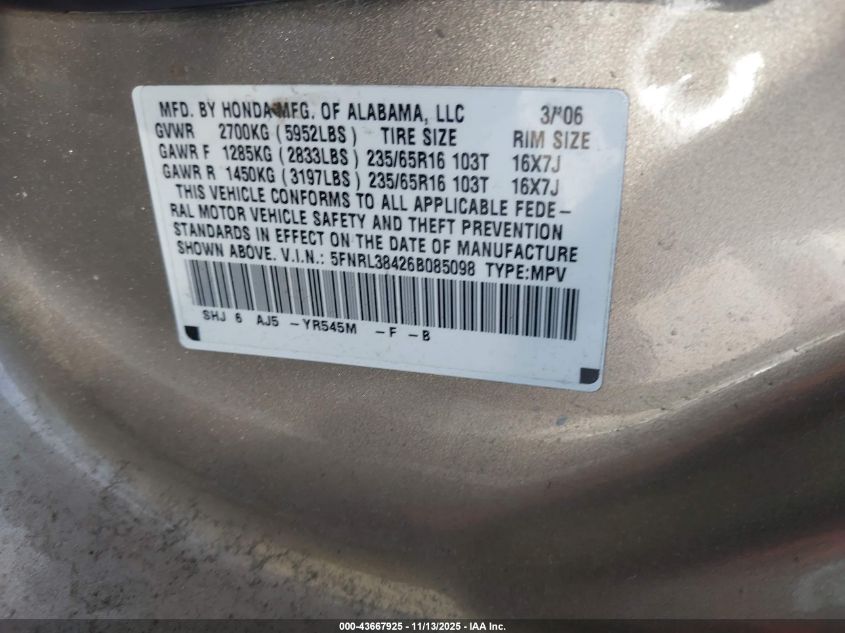 MFD. BY HONDA MFG. OF ALABAMA, LLC 3/06
GVWR 2700KG (5952LBS) TIRE SIZE RIM SIZE
GAWR F 1285KG (2833LBS) 235/65R16 103T 16X7J
GAWR R 1450KG (3197LBS) 235/65R16 103T 16X7J
THIS VEHICLE CONFORMS TO ALL APPLICABLE FEDE-
RAL MOTOR VEHICLE SAFETY AND THEFT PREVENTION
STANDARDS IN EFFECT ON THE DATE OF MANUFACTURE
SHOWN ABOVE. V.I.N.: 5FNRL38426B085098 TYPE:MPV
SHJ 6 AJ5 -YR545M -F -B
000-43667925 - 11/13/2025 - IAA Inc.